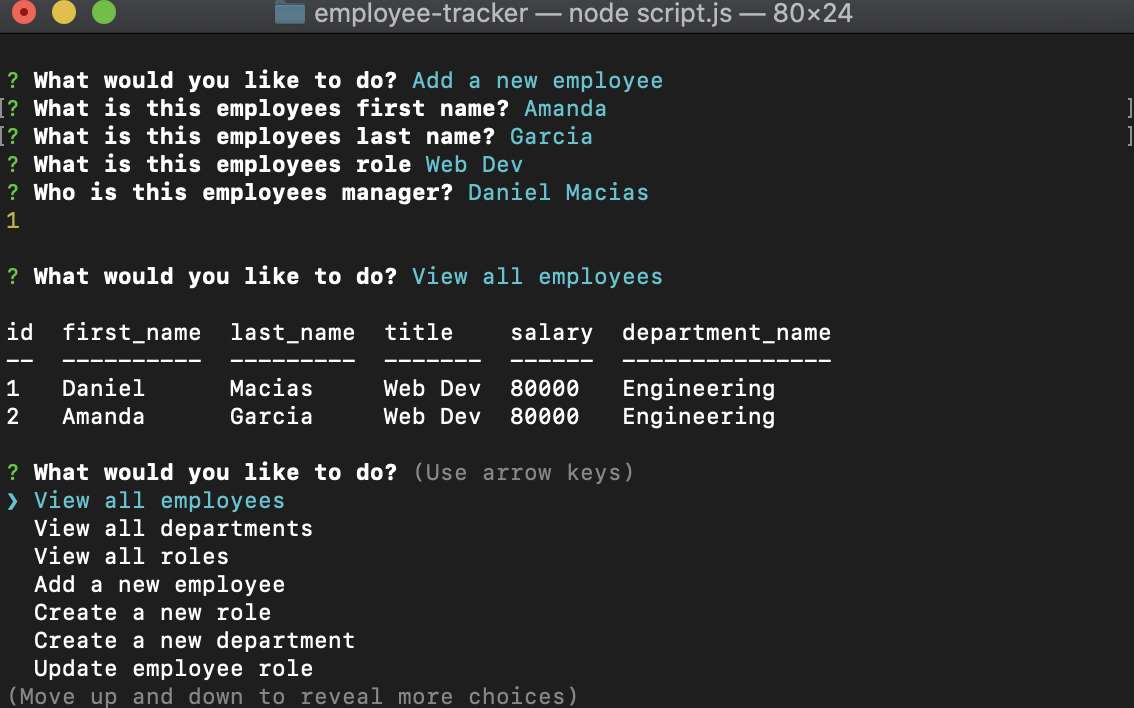 employee-tracker — node script.js — 80×24
? What would you like to do? Add a new employee
[? What is this employees first name? Amanda ]
[? What is this employees last name? Garcia ]
? What is this employees role Web Dev
? Who is this employees manager? Daniel Macias
1
? What would you like to do? View all employees
id  first_name  last_name  title    salary  department_name
--  ----------  ---------  -------  ------  ---------------
1   Daniel      Macias     Web Dev  80000   Engineering
2   Amanda      Garcia     Web Dev  80000   Engineering
? What would you like to do? (Use arrow keys)
❯ View all employees
  View all departments
  View all roles
  Add a new employee
  Create a new role
  Create a new department
  Update employee role
(Move up and down to reveal more choices)